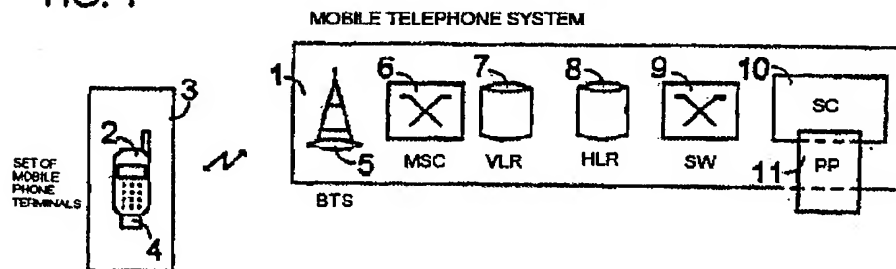 MOBILE TELEPHONE SYSTEM
1
6
7
8
9
10
3
2
SC
SET OF
MOBILE
PHONE
TERMINALS
5
MSC
VLR
HLR
SW
11
PP
BTS
4